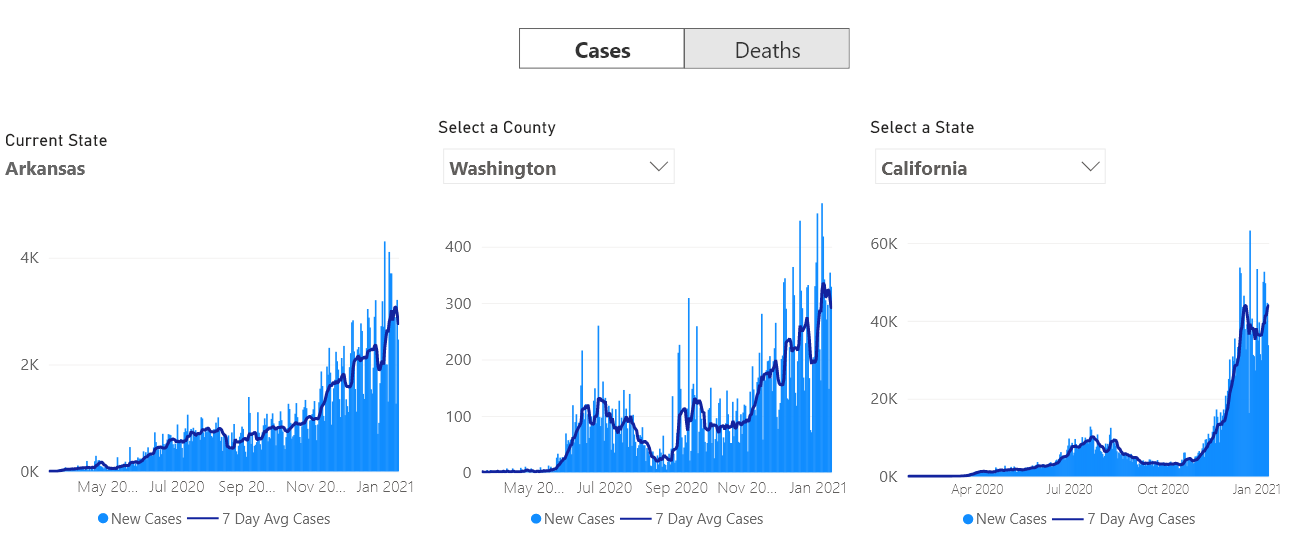 Cases Deaths
Current State
Arkansas
4K
2K
0K
May 20... Jul 2020 Sep 20... Nov 20... Jan 2021
New Cases 7 Day Avg Cases
Select a County
Washington
400
300
200
100
0
May 20... Jul 2020 Sep 2020 Nov 20... Jan 2021
New Cases 7 Day Avg Cases
Select a State
California
60K
40K
20K
0K
Apr 2020 Jul 2020 Oct 2020 Jan 2021
New Cases 7 Day Avg Cases